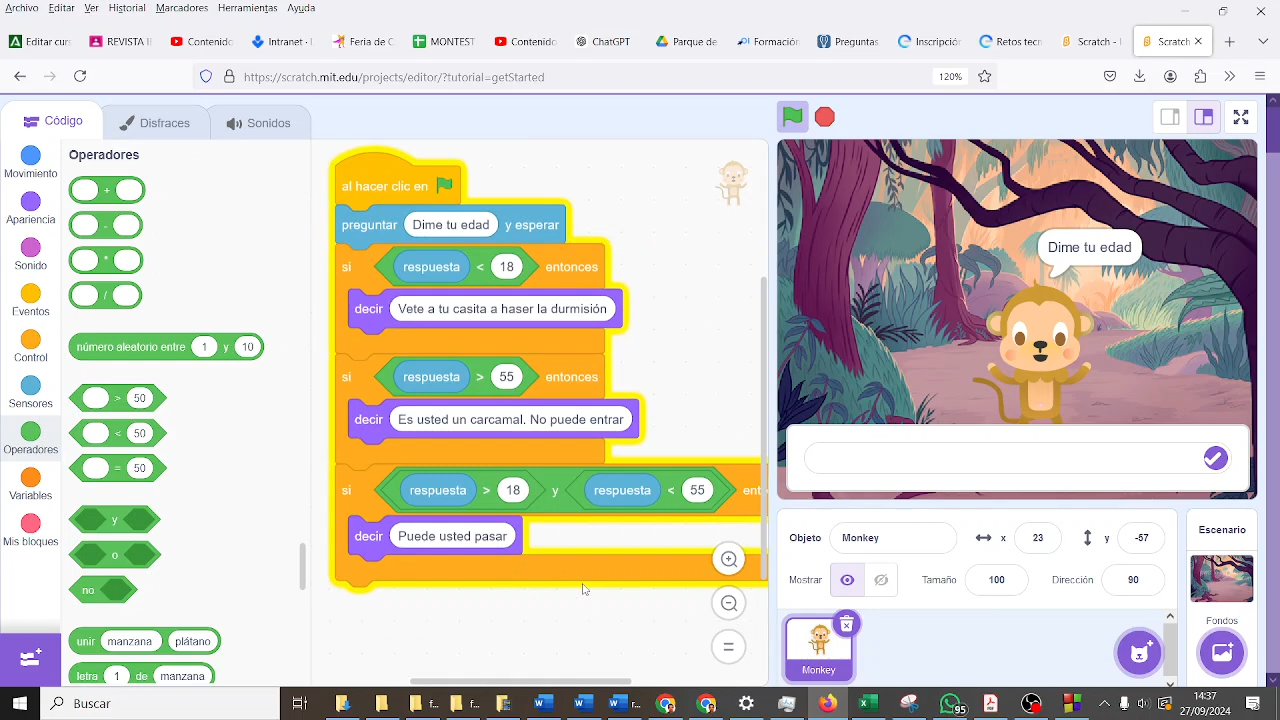 Archivo Editar Ver Historial Marcadores Herramientas Ayuda
Editar cur
REVISTA II
Contenido
Intranet - L
Feria de C
MONTEST
Contenido
ChatGPT
Parque de
Formación
Preguntas
Inscripció
Retos tecr
Scratch
Scratch
https://scratch.mit.edu/projects/editor/?tutorial=getStarted
120%
Código
Disfraces
Sonidos
Movimiento
Apariencia
Sonido
Eventos
Control
Sensores
Operadores
Variables
Mis bloques
Operadores
+
-
*
/
número aleatorio entre 1 y 10
> 50
< 50
= 50
y
o
no
unir manzana plátano
letra 1 de manzana
al hacer clic en
preguntar Dime tu edad y esperar
si respuesta < 18 entonces
decir Vete a tu casita a haser la durmisión
si respuesta > 55 entonces
decir Es usted un carcamal. No puede entrar
si respuesta > 18 y respuesta < 55 ent
decir Puede usted pasar
Dime tu edad
Objeto Monkey x 23 y -57
Mostrar Tamaño 100 Dirección 90
Monkey
Escenario
Fondos
Buscar
f...
f...
95
14:37
27/09/2024